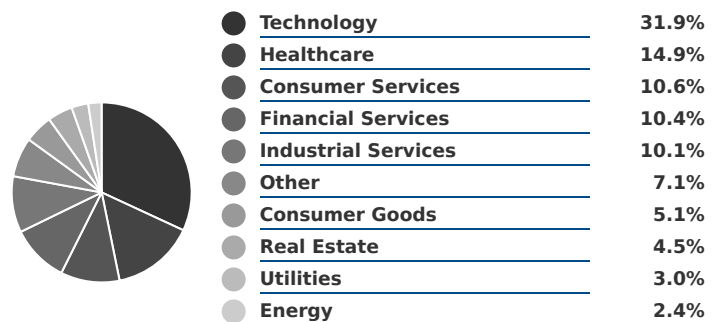 Technology 31.9%
Healthcare 14.9%
Consumer Services 10.6%
Financial Services 10.4%
Industrial Services 10.1%
Other 7.1%
Consumer Goods 5.1%
Real Estate 4.5%
Utilities 3.0%
Energy 2.4%